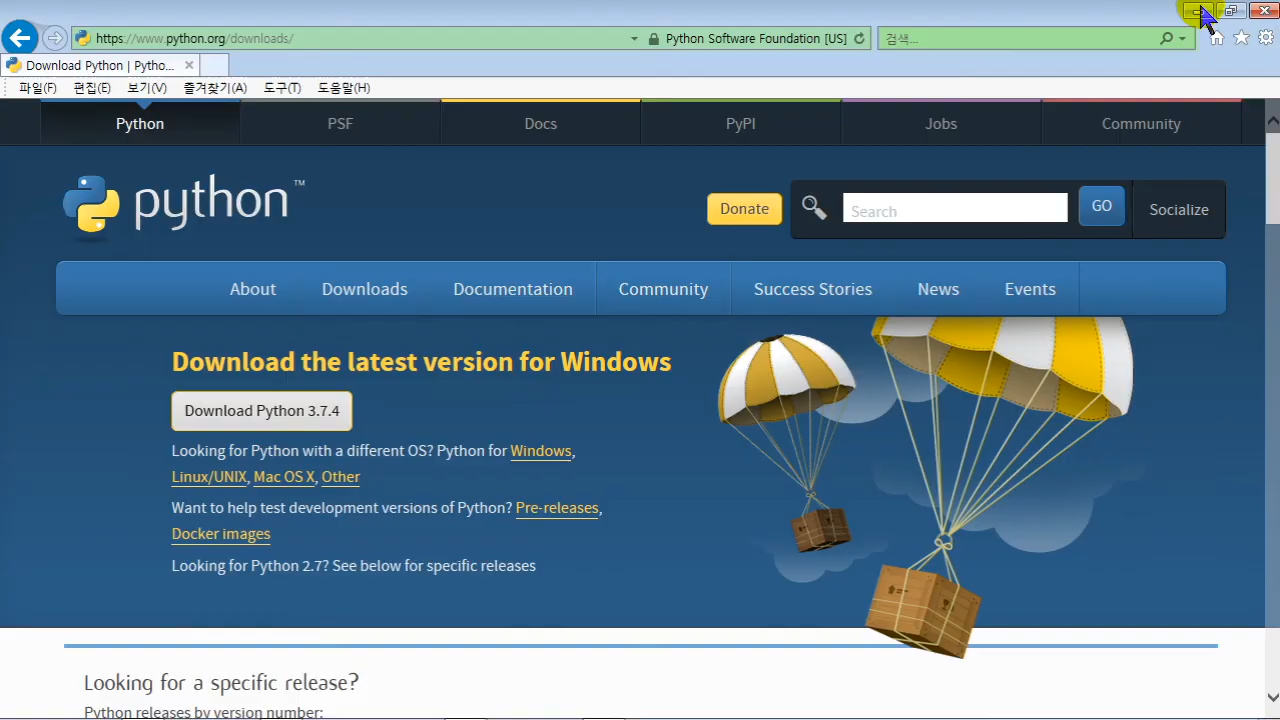 https://www.python.org/downloads/
Python Software Foundation [US]
검색...
Download Python | Pytho...
파일(F) 편집(E) 보기(V) 즐겨찾기(A) 도구(T) 도움말(H)
Python PSF Docs PyPI Jobs Community
python™
Donate
Search
GO
Socialize
About Downloads Documentation Community Success Stories News Events
Download the latest version for Windows
Download Python 3.7.4
Looking for Python with a different OS? Python for Windows,
Linux/UNIX, Mac OS X, Other
Want to help test development versions of Python? Pre-releases,
Docker images
Looking for Python 2.7? See below for specific releases
Looking for a specific release?
Python releases by version number: